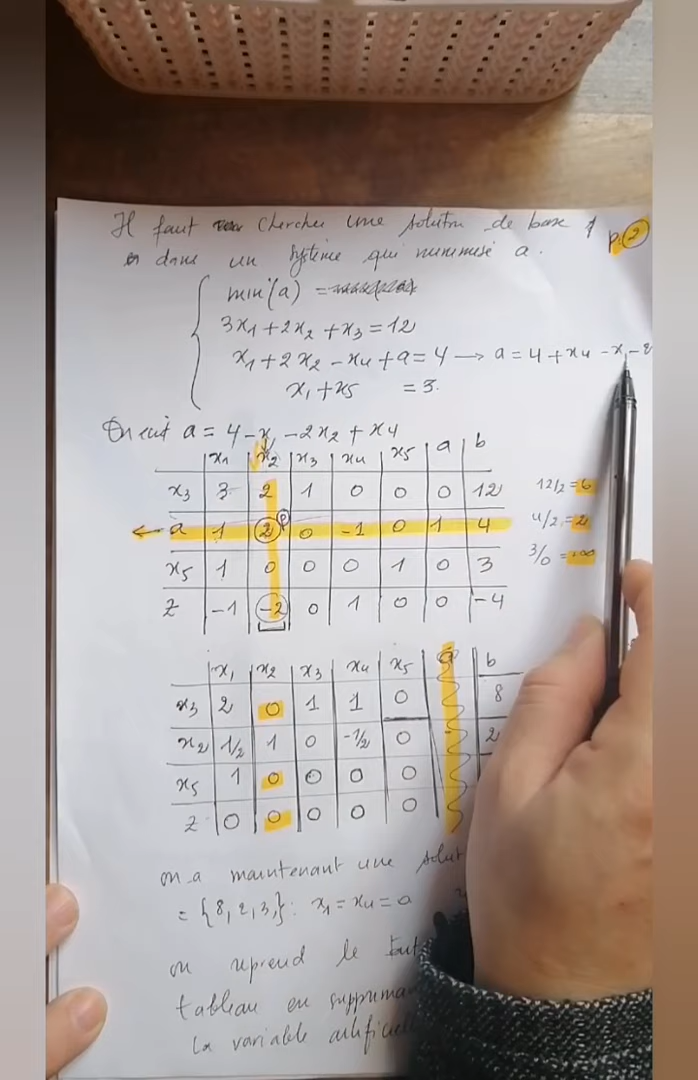 Il faut chercher une solution de base
p:2
dans un système qui minimise a.
min(a) =
3x1 + 2x2 + x3 = 12
x1 + 2x2 - x4 + a = 4 → a = 4 + x4 - x1 - 2
x1 + x5 = 3.
On écrit a = 4 - x1 - 2x2 + x4
x1 x2 x3 x4 x5 a b
x3 3 2 1 0 0 0 12 12/2 = 6
← a 1 2 P 0 -1 0 1 4 4/2 = 2
x5 1 0 0 0 1 0 3 3/0 = +∞
Z -1 -2 0 1 0 0 -4
x1 x2 x3 x4 x5 a b
x3 2 0 1 1 0 8
x2 1/2 1 0 -1/2 0 2
x5 1 0 0 0 0
Z 0 0 0 0 0
on a maintenant une solut
= {8, 2, 3,} : x1 = x4 = a
on reprend le
tableau en supprima
la variable artificiel